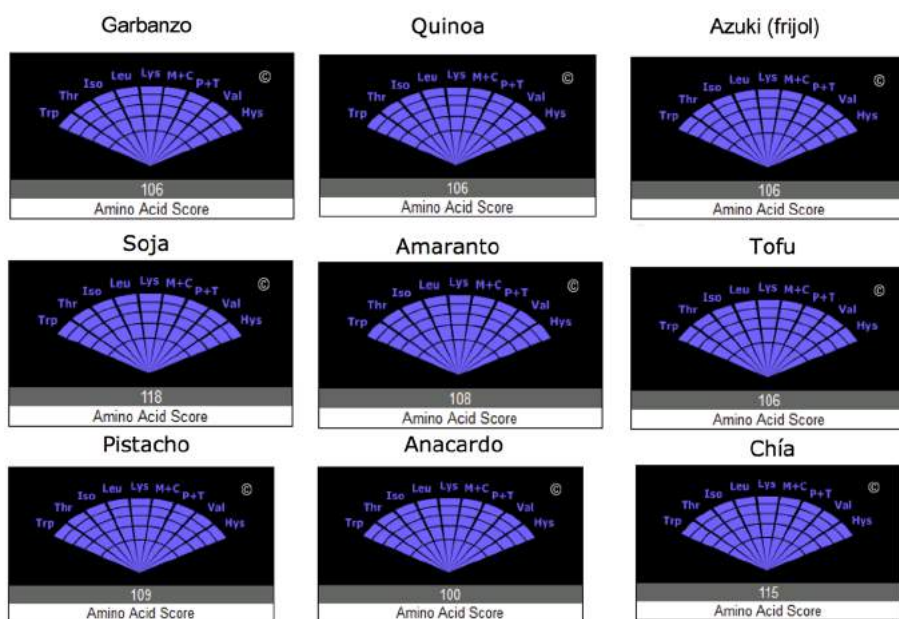 Garbanzo
Trp Thr Iso Leu Lys M+C P+T Val Hys ©
106
Amino Acid Score
Quinoa
Trp Thr Iso Leu Lys M+C P+T Val Hys ©
106
Amino Acid Score
Azuki (frijol)
Trp Thr Iso Leu Lys M+C P+T Val Hys ©
106
Amino Acid Score
Soja
Trp Thr Iso Leu Lys M+C P+T Val Hys ©
118
Amino Acid Score
Amaranto
Trp Thr Iso Leu Lys M+C P+T Val Hys ©
108
Amino Acid Score
Tofu
Trp Thr Iso Leu Lys M+C P+T Val Hys ©
106
Amino Acid Score
Pistacho
Trp Thr Iso Leu Lys M+C P+T Val Hys ©
109
Amino Acid Score
Anacardo
Trp Thr Iso Leu Lys M+C P+T Val Hys ©
100
Amino Acid Score
Chía
Trp Thr Iso Leu Lys M+C P+T Val Hys ©
115
Amino Acid Score